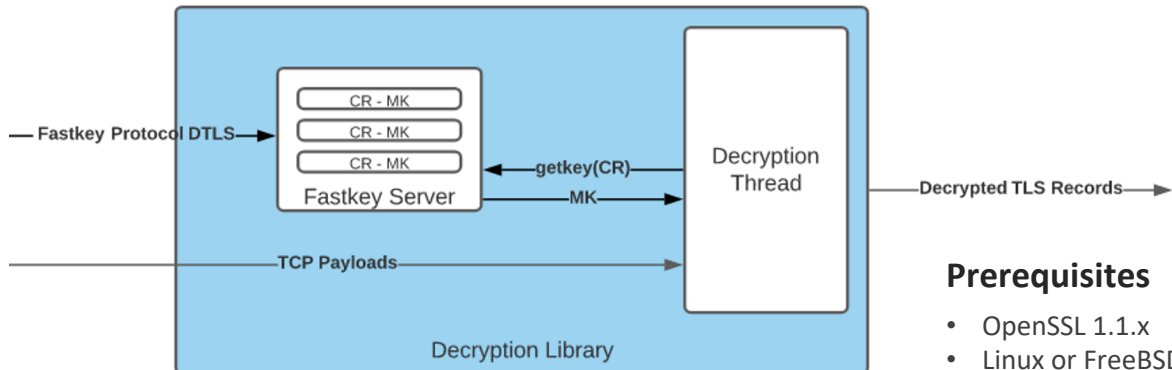 CR - MK
CR - MK
CR - MK
Fastkey Server
Fastkey Protocol DTLS
getkey(CR)
MK
Decryption
Thread
Decrypted TLS Records
TCP Payloads
Decryption Library
Prerequisites
• OpenSSL 1.1.x
• Linux or FreeBSD